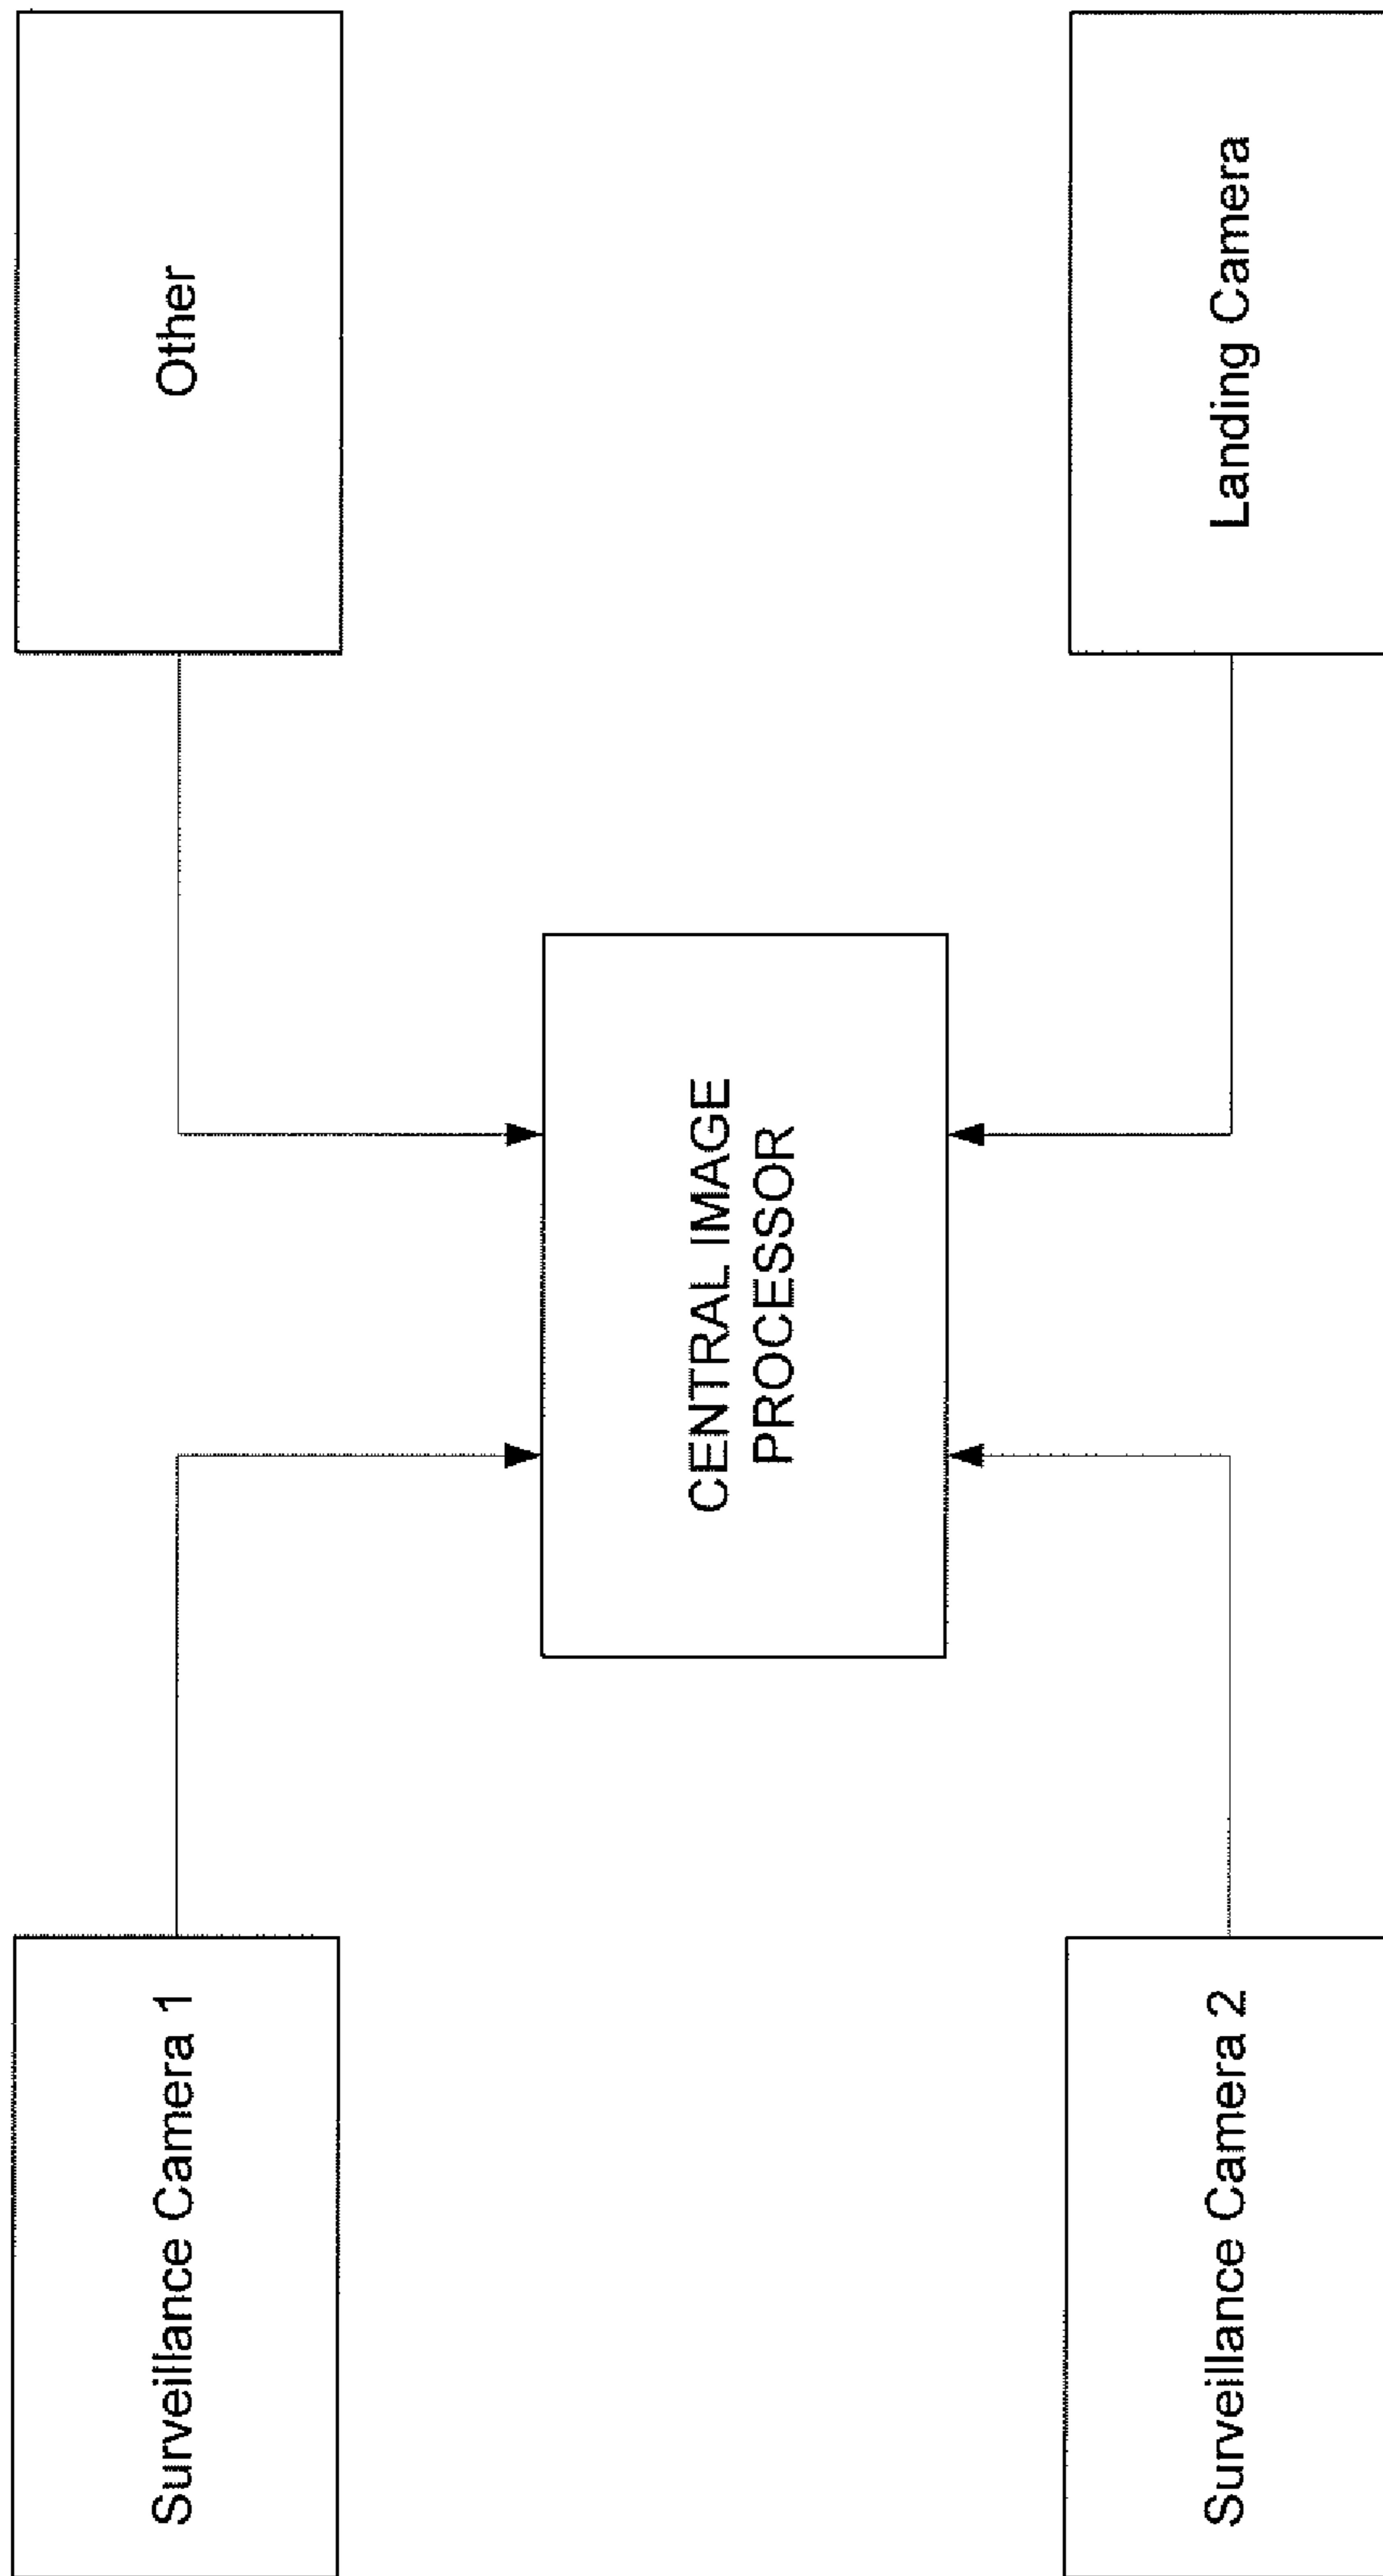 Surveillance Camera 1
Other
CENTRAL IMAGE
PROCESSOR
Surveillance Camera 2
Landing Camera